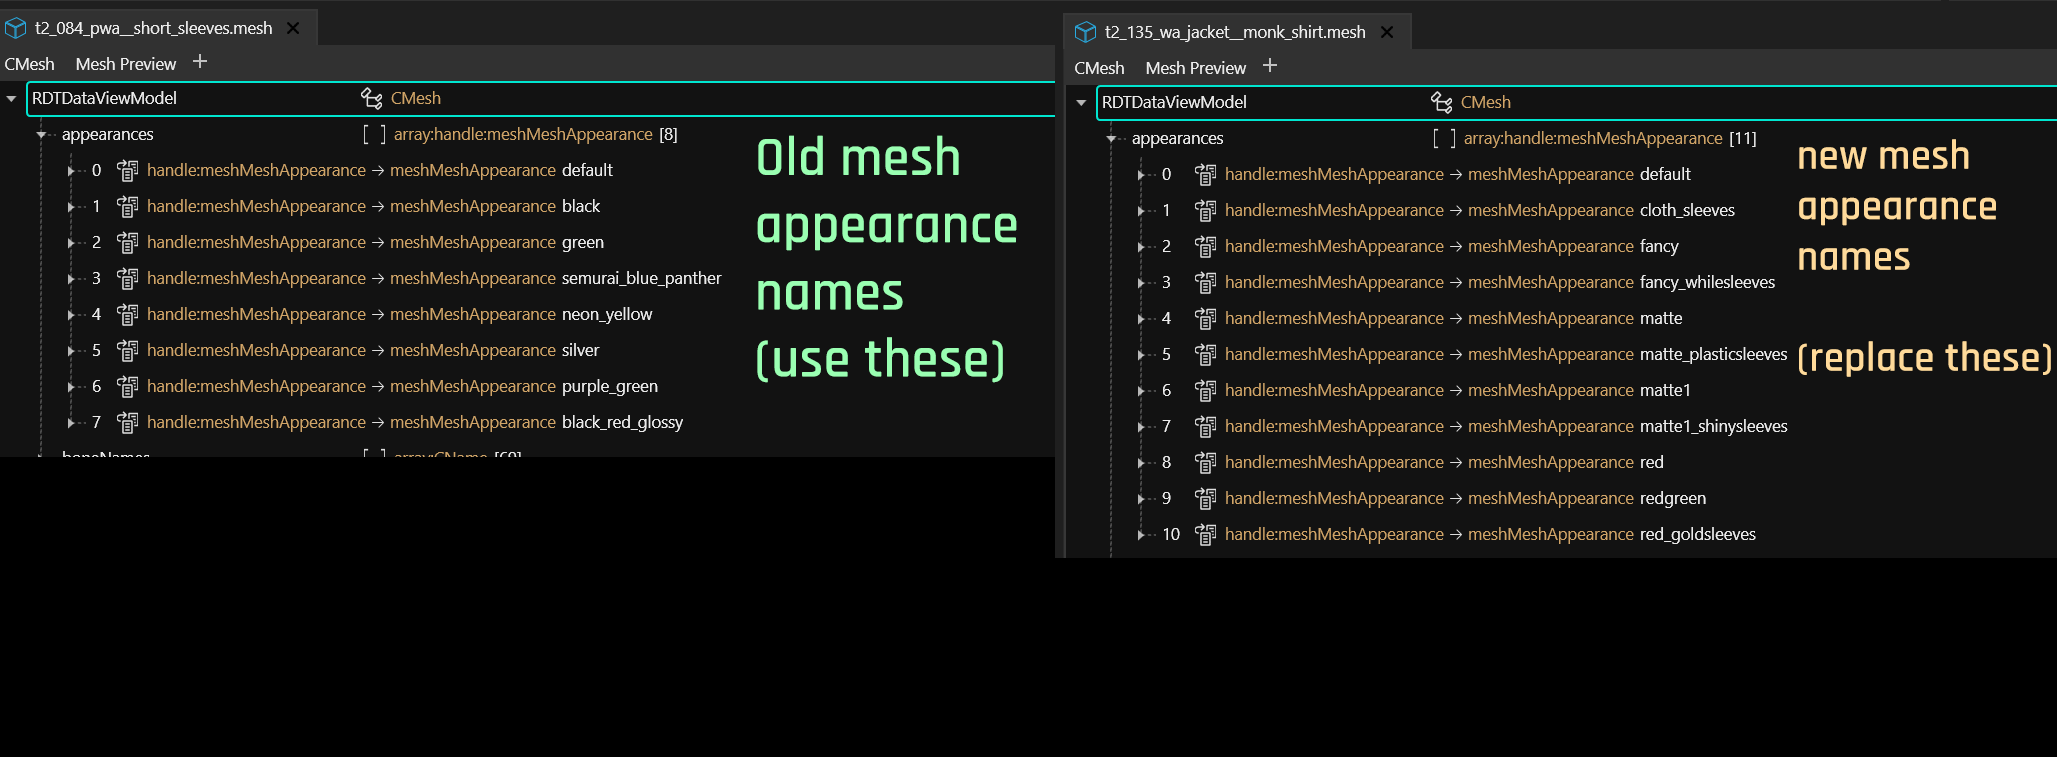 t2_084_pwa__short_sleeves.mesh
CMesh Mesh Preview +
RDTDataViewModel CMesh
appearances [ ] array:handle:meshMeshAppearance [8]
0 handle:meshMeshAppearance → meshMeshAppearance default
1 handle:meshMeshAppearance → meshMeshAppearance black
2 handle:meshMeshAppearance → meshMeshAppearance green
3 handle:meshMeshAppearance → meshMeshAppearance semurai_blue_panther
4 handle:meshMeshAppearance → meshMeshAppearance neon_yellow
5 handle:meshMeshAppearance → meshMeshAppearance silver
6 handle:meshMeshAppearance → meshMeshAppearance purple_green
7 handle:meshMeshAppearance → meshMeshAppearance black_red_glossy
boneNames [ ] array:CName [69]
Old mesh
appearance
names
(use these)
t2_135_wa_jacket__monk_shirt.mesh
CMesh Mesh Preview +
RDTDataViewModel CMesh
appearances [ ] array:handle:meshMeshAppearance [11]
0 handle:meshMeshAppearance → meshMeshAppearance default
1 handle:meshMeshAppearance → meshMeshAppearance cloth_sleeves
2 handle:meshMeshAppearance → meshMeshAppearance fancy
3 handle:meshMeshAppearance → meshMeshAppearance fancy_whilesleeves
4 handle:meshMeshAppearance → meshMeshAppearance matte
5 handle:meshMeshAppearance → meshMeshAppearance matte_plasticsleeves
6 handle:meshMeshAppearance → meshMeshAppearance matte1
7 handle:meshMeshAppearance → meshMeshAppearance matte1_shinysleeves
8 handle:meshMeshAppearance → meshMeshAppearance red
9 handle:meshMeshAppearance → meshMeshAppearance redgreen
10 handle:meshMeshAppearance → meshMeshAppearance red_goldsleeves
new mesh
appearance
names
(replace these)